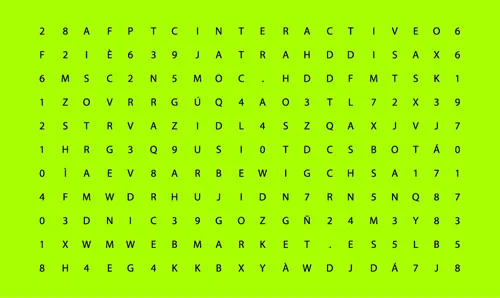 2 8 A F P T C I N T E R A C T I V E O 6
F 2 I È 6 3 9 J A T R A H D D I S A X 6
6 M S C 2 N 5 M O C . H D D F M T S K 1
1 Z O V R R G Ú Q 4 A O 3 T L 7 2 X 3 9
2 S T R V A Z I D L 4 S Z Q A X J V J 7
1 H R G 3 Q 9 U S I 0 T D C S B O T Á 0
0 Ì A E V 8 A R B E W I G C H S A 1 7 1
4 F M W D R H U J I D N 7 R N 5 N Q 8 7
0 3 D N I C 3 9 G O Z G Ñ 2 4 M 3 Y 8 3
1 X W M W E B M A R K E T . E S 5 L B 5
8 H 4 E G 4 K K B X Y À W D J D Á 7 J 8